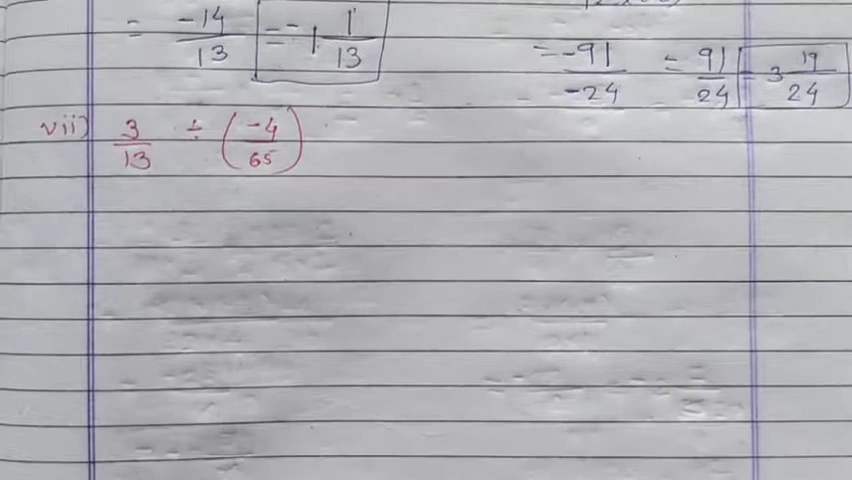 = -14/13 = -1 1/13
= -91/-24 = 91/24 = 3 19/24
vii) 3/13 ÷ (-4/65)